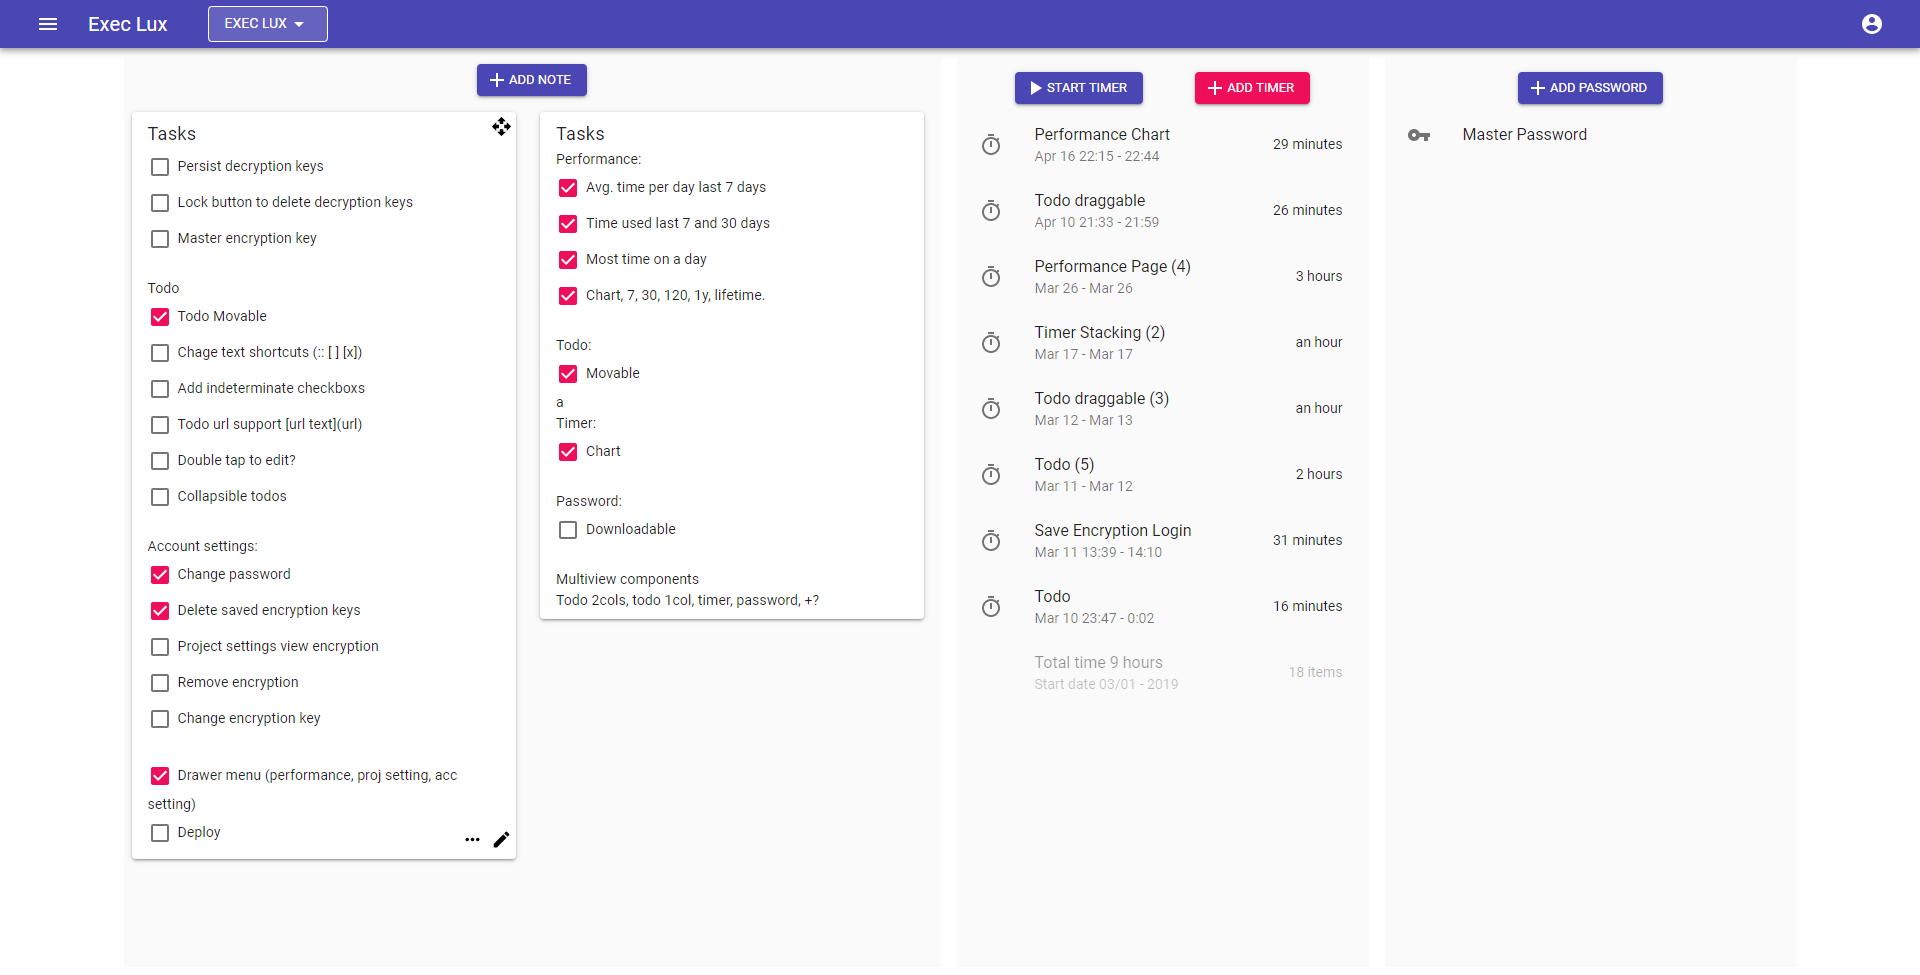 Exec Lux
EXEC LUX
ADD NOTE
Tasks
Persist decryption keys
Lock button to delete decryption keys
Master encryption key
Todo
Todo Movable
Chage text shortcuts (:: [ ] [x])
Add indeterminate checkboxs
Todo url support [url text](url)
Double tap to edit?
Collapsible todos
Account settings:
Change password
Delete saved encryption keys
Project settings view encryption
Remove encryption
Change encryption key
Drawer menu (performance, proj setting, acc
setting)
Deploy
Tasks
Performance:
Avg. time per day last 7 days
Time used last 7 and 30 days
Most time on a day
Chart, 7, 30, 120, 1y, lifetime.
Todo:
Movable
a
Timer:
Chart
Password:
Downloadable
Multiview components
Todo 2cols, todo 1col, timer, password, +?
START TIMER
ADD TIMER
Performance Chart
Apr 16 22:15 - 22:44
29 minutes
Todo draggable
Apr 10 21:33 - 21:59
26 minutes
Performance Page (4)
Mar 26 - Mar 26
3 hours
Timer Stacking (2)
Mar 17 - Mar 17
an hour
Todo draggable (3)
Mar 12 - Mar 13
an hour
Todo (5)
Mar 11 - Mar 12
2 hours
Save Encryption Login
Mar 11 13:39 - 14:10
31 minutes
Todo
Mar 10 23:47 - 0:02
16 minutes
Total time 9 hours
Start date 03/01 - 2019
18 items
ADD PASSWORD
Master Password